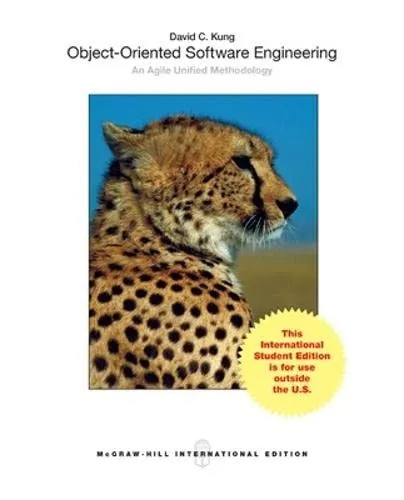 David C. Kung
Object-Oriented Software Engineering
An Agile Unified Methodology
This
International
Student Edition
is for use
outside
the U.S.
McGRAW-HILL INTERNATIONAL EDITION